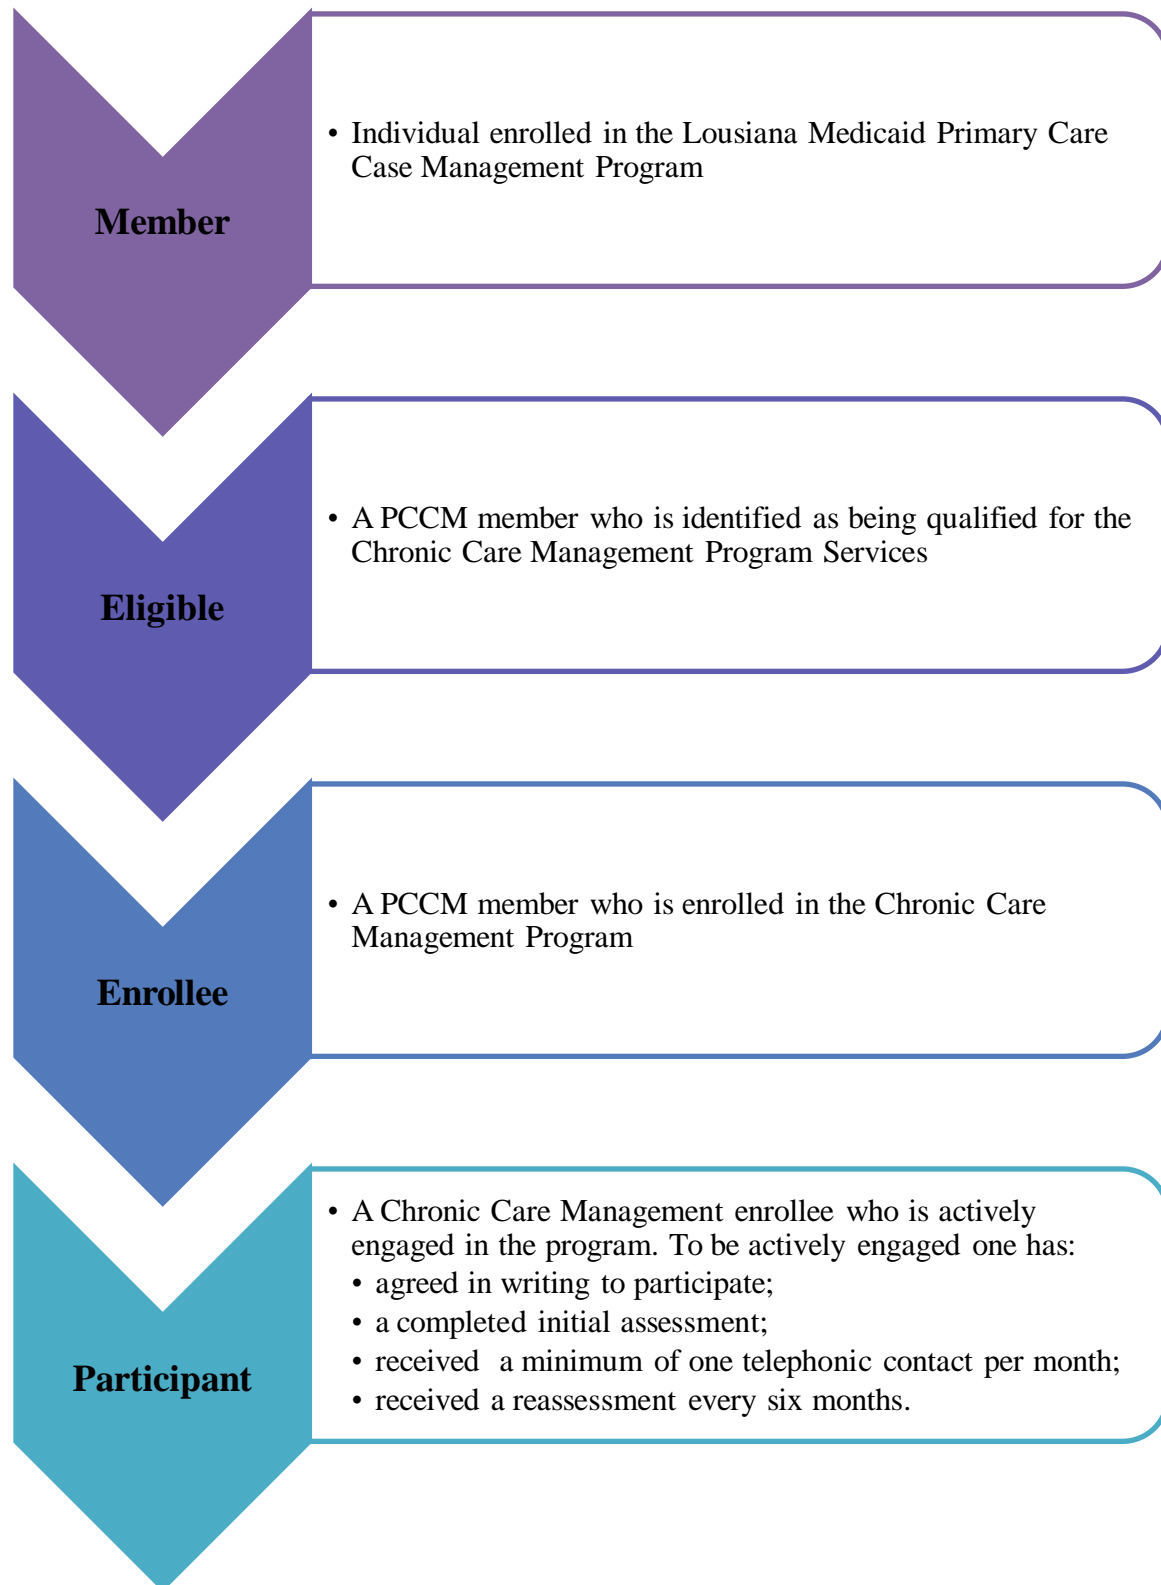 Member
• Individual enrolled in the Lousiana Medicaid Primary Care
Case Management Program
Eligible
• A PCCM member who is identified as being qualified for the
Chronic Care Management Program Services
Enrollee
• A PCCM member who is enrolled in the Chronic Care
Management Program
Participant
• A Chronic Care Management enrollee who is actively
engaged in the program. To be actively engaged one has:
• agreed in writing to participate;
• a completed initial assessment;
• received a minimum of one telephonic contact per month;
• received a reassessment every six months.